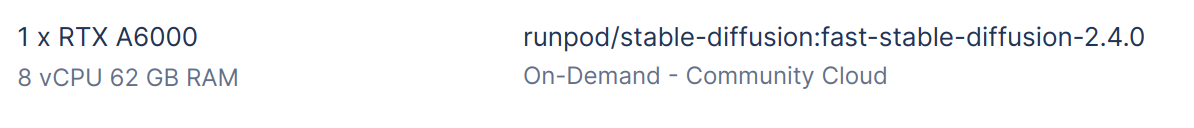 1 x RTX A6000
8 vCPU 62 GB RAM
runpod/stable-diffusion:fast-stable-diffusion-2.4.0
On-Demand - Community Cloud